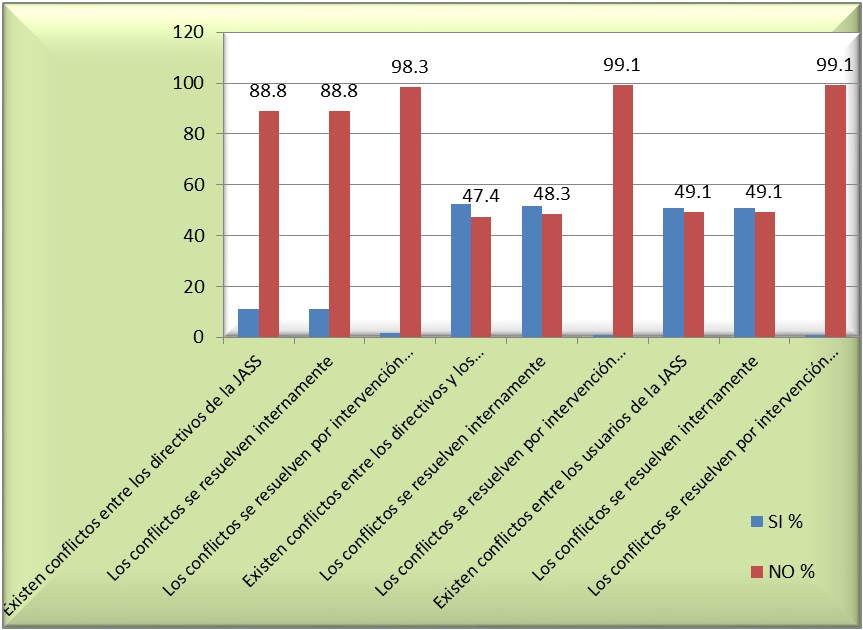 120
100
80
60
40
20
0
88.8
88.8
98.3
47.4
48.3
99.1
49.1
49.1
99.1
Existen conflictos entre los directivos de la JASS
Los conflictos se resuelven internamente
Los conflictos se resuelven por intervención...
Existen conflictos entre los directivos y los...
Los conflictos se resuelven internamente
Los conflictos se resuelven por intervención...
Existen conflictos entre los usuarios de la JASS
Los conflictos se resuelven internamente
Los conflictos se resuelven por intervención...
SI %
NO %